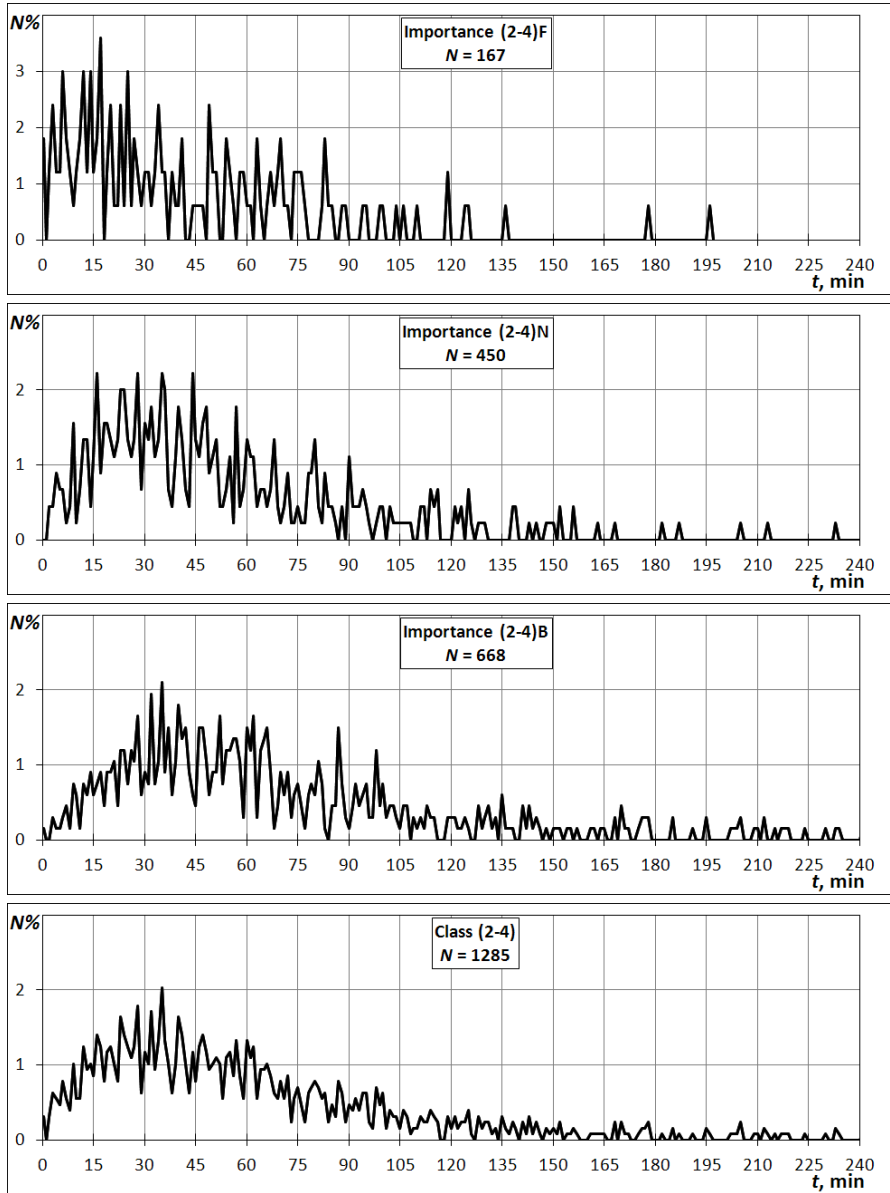 N%
Importance (2-4)F
N = 167
3
2
1
0
0 15 30 45 60 75 90 105 120 135 150 165 180 195 210 225 240
t, min
N%
Importance (2-4)N
N = 450
2
1
0
0 15 30 45 60 75 90 105 120 135 150 165 180 195 210 225 240
t, min
N%
Importance (2-4)B
N = 668
2
1
0
0 15 30 45 60 75 90 105 120 135 150 165 180 195 210 225 240
t, min
N%
Class (2-4)
N = 1285
2
1
0
0 15 30 45 60 75 90 105 120 135 150 165 180 195 210 225 240
t, min